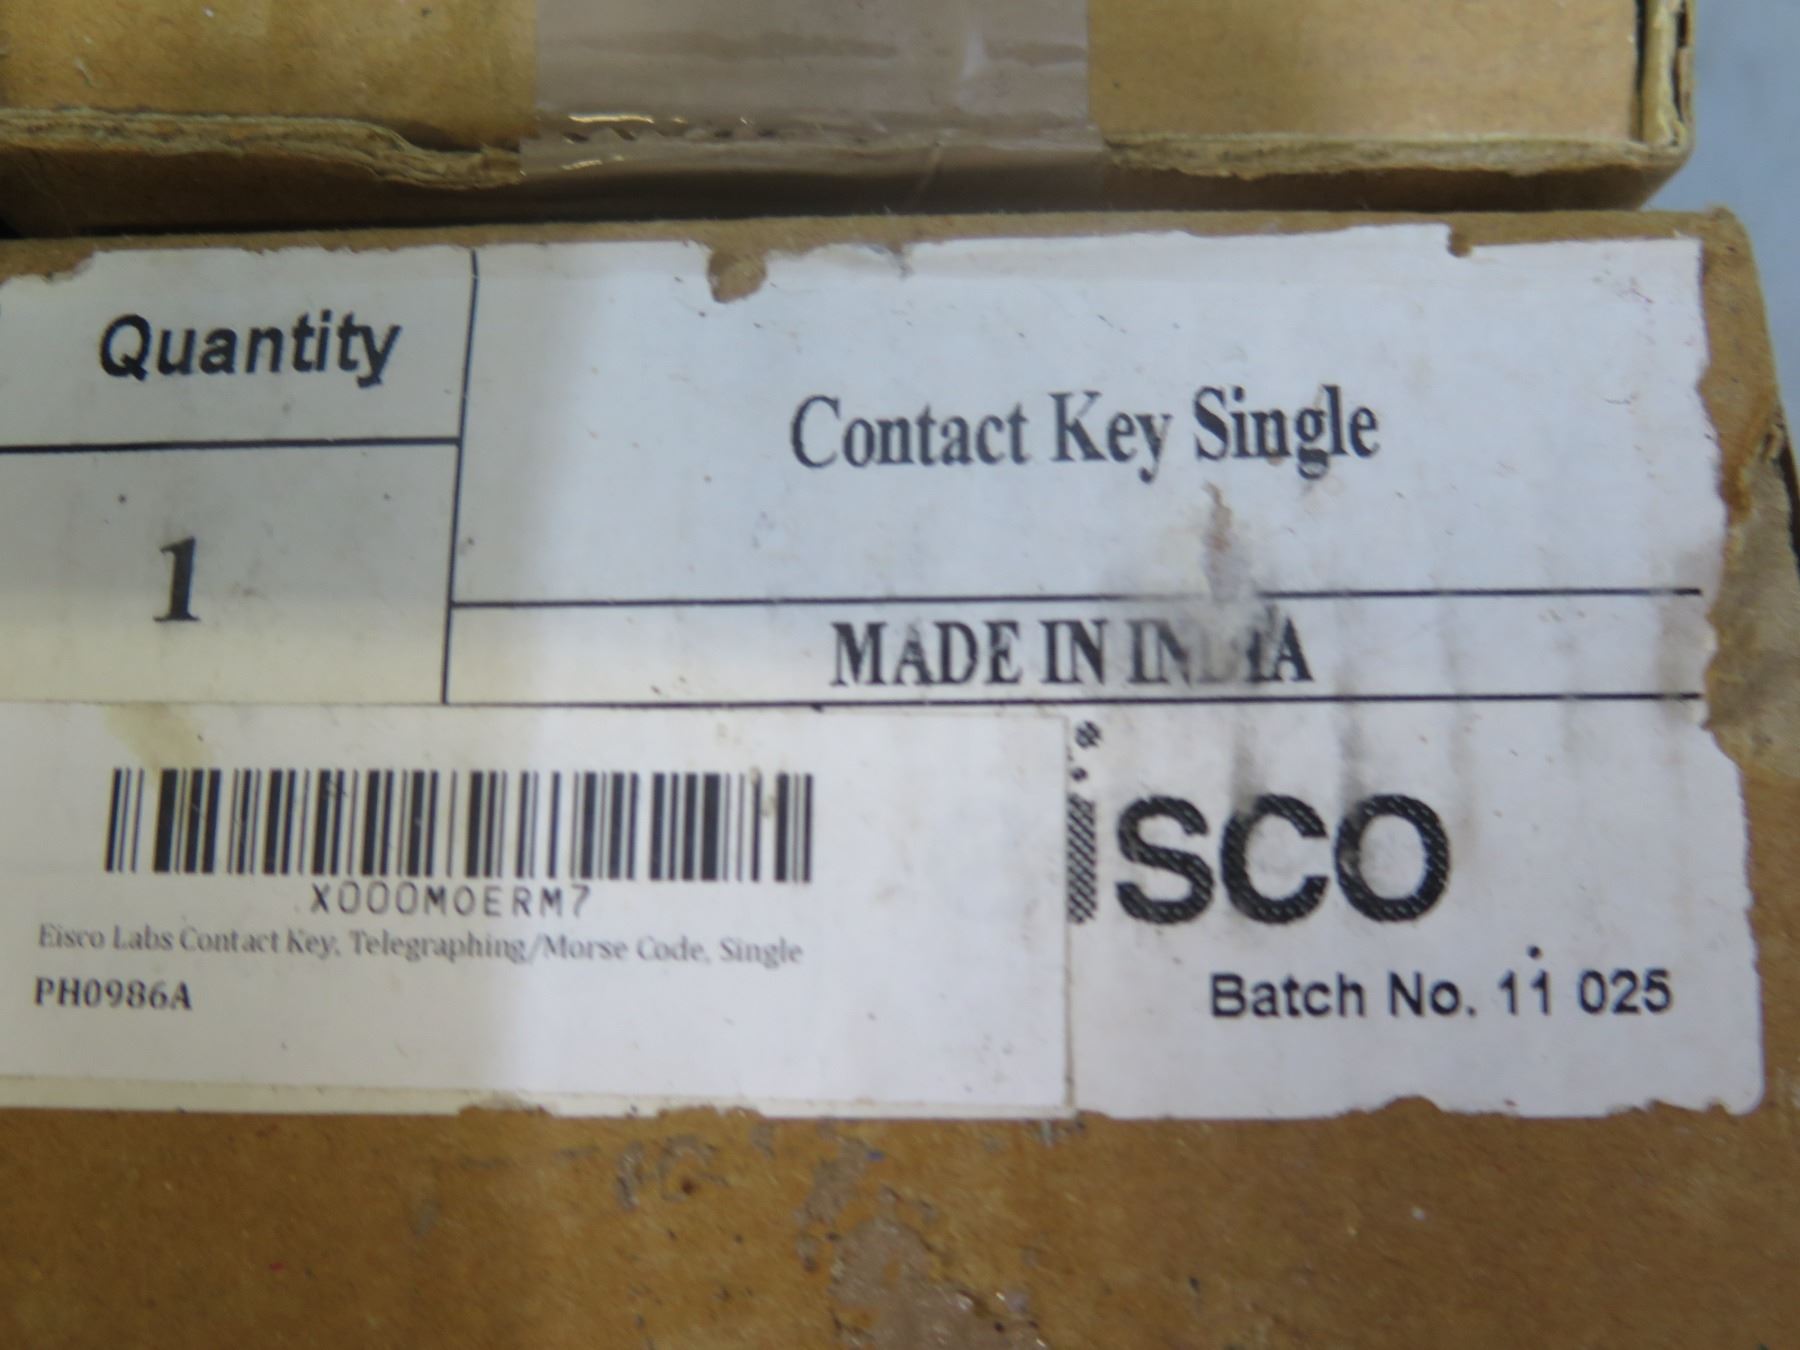 Quantity
Contact Key Single
1
MADE IN INDIA
SCO
X000M0ERM7
Eisco Labs Contact Key, Telegraphing/Morse Code, Single
PH0986A
Batch No. 11 025